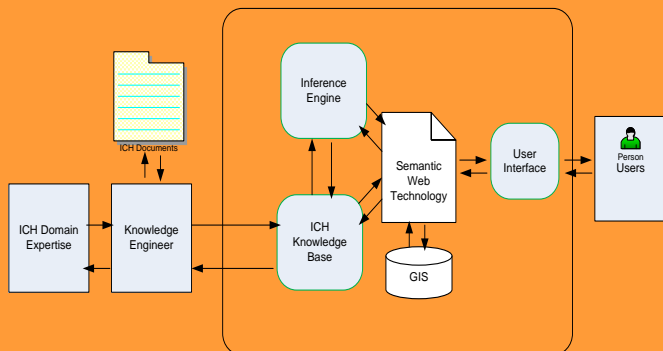 Inference
Engine
ICH Documents
Semantic
Web
Technology
User
Interface
Person
Users
ICH Domain
Expertise
Knowledge
Engineer
ICH
Knowledge
Base
GIS